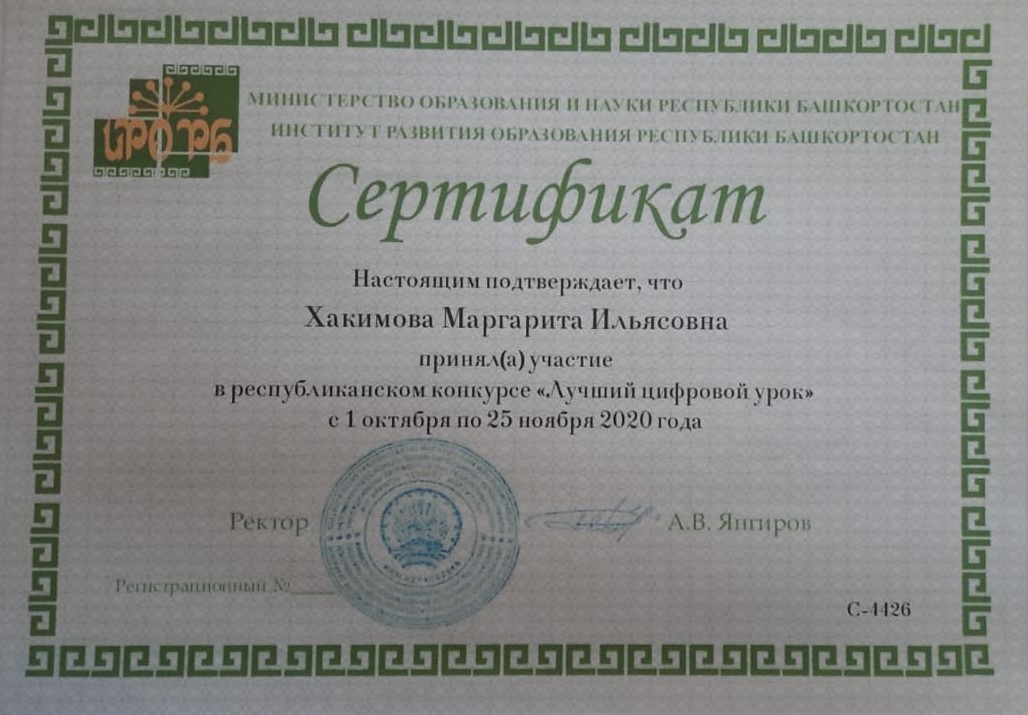 ИРО РБ
МИНИСТЕРСТВО ОБРАЗОВАНИЯ И НАУКИ РЕСПУБЛИКИ БАШКОРТОСТАН
ИНСТИТУТ РАЗВИТИЯ ОБРАЗОВАНИЯ РЕСПУБЛИКИ БАШКОРТОСТАН
Сертификат
Настоящим подтверждает, что
Хакимова Маргарита Ильясовна
принял(а) участие
в республиканском конкурсе «Лучший цифровой урок»
с 1 октября по 25 ноября 2020 года
Ректор А.В. Янгиров
Регистрационный №
С-4426